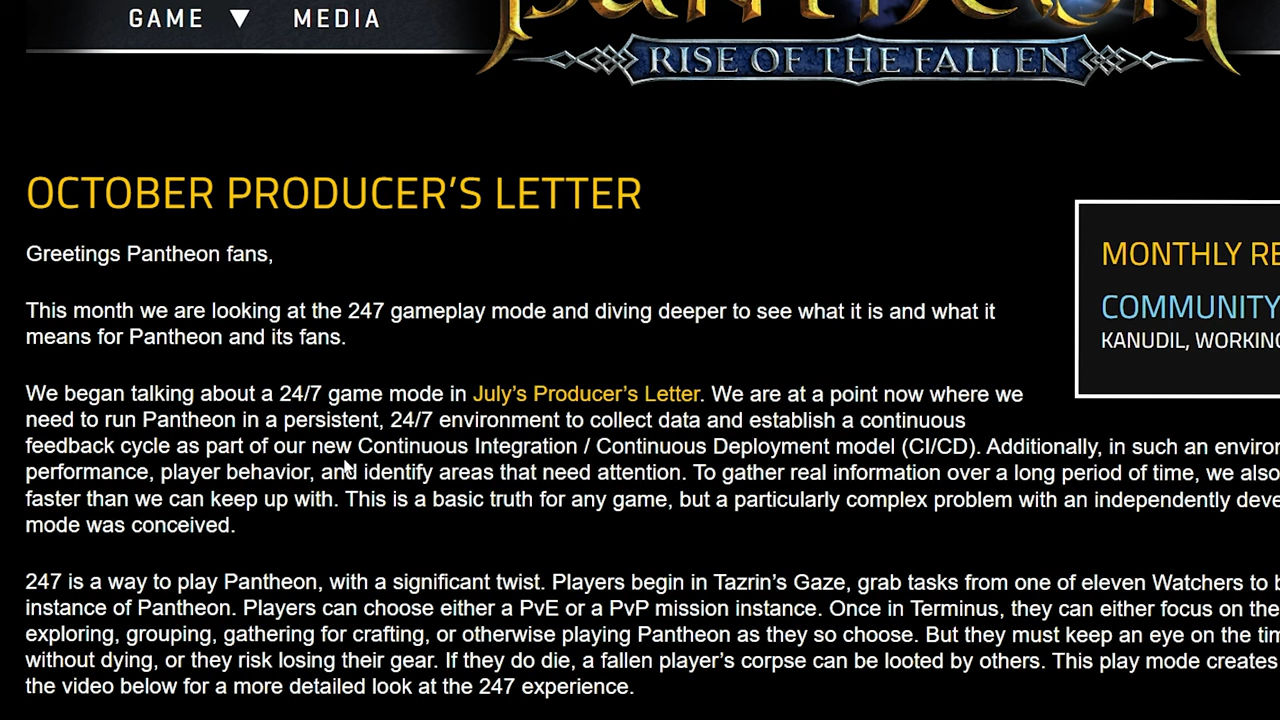 GAME ▼ MEDIA
PANTHEON
RISE OF THE FALLEN
OCTOBER PRODUCER'S LETTER
Greetings Pantheon fans,
MONTHLY RE
This month we are looking at the 247 gameplay mode and diving deeper to see what it is and what it
means for Pantheon and its fans.
COMMUNITY
KANUDIL, WORKING
We began talking about a 24/7 game mode in July’s Producer’s Letter. We are at a point now where we
need to run Pantheon in a persistent, 24/7 environment to collect data and establish a continuous
feedback cycle as part of our new Continuous Integration / Continuous Deployment model (CI/CD). Additionally, in such an environ
performance, player behavior, and identify areas that need attention. To gather real information over a long period of time, we also
faster than we can keep up with. This is a basic truth for any game, but a particularly complex problem with an independently deve
mode was conceived.
247 is a way to play Pantheon, with a significant twist. Players begin in Tazrin’s Gaze, grab tasks from one of eleven Watchers to b
instance of Pantheon. Players can choose either a PvE or a PvP mission instance. Once in Terminus, they can either focus on the
exploring, grouping, gathering for crafting, or otherwise playing Pantheon as they so choose. But they must keep an eye on the tim
without dying, or they risk losing their gear. If they do die, a fallen player’s corpse can be looted by others. This play mode creates
the video below for a more detailed look at the 247 experience.